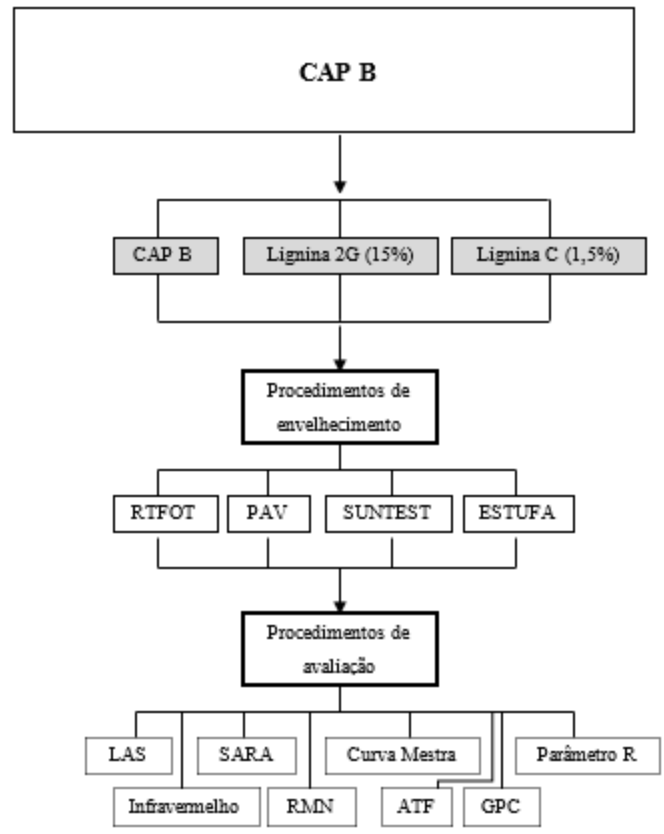 CAP B
CAP B
Lignina 2G (15%)
Lignina C (1,5%)
Procedimentos de
envelhecimento
RTFOT
PAV
SUNTEST
ESTUFA
Procedimentos de
avaliação
LAS
SARA
Curva Mestra
Parâmetro R
Infravermelho
RMN
ATF
GPC